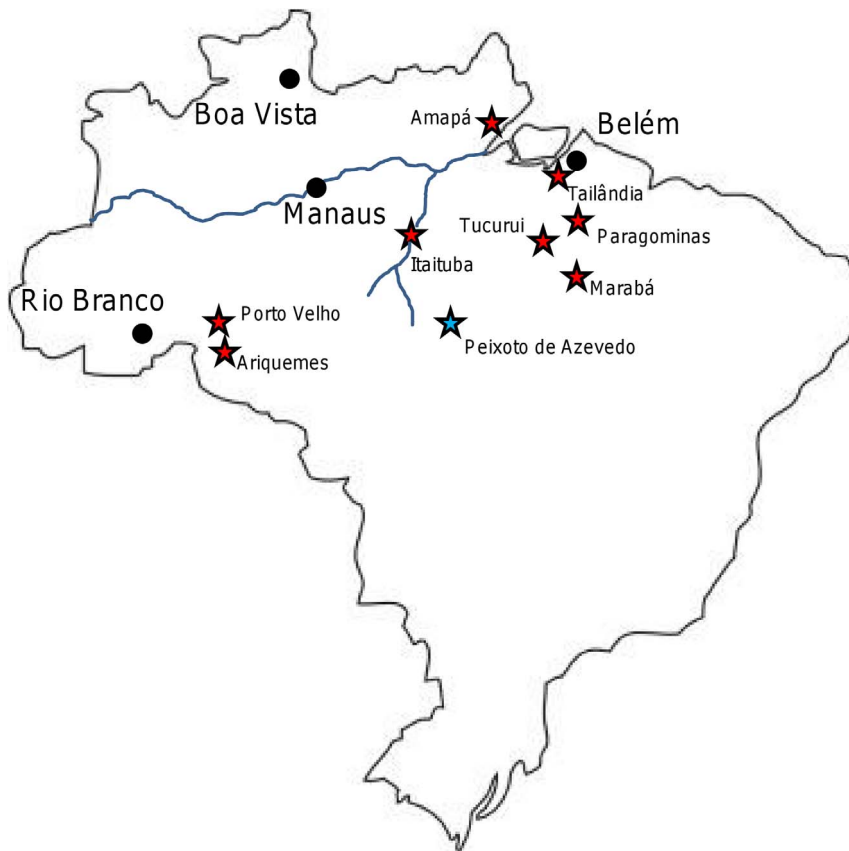 Boa Vista
Amapá
Belém
Tailândia
Manaus
Tucurui
Paragominas
Itaituba
Marabá
Rio Branco
Porto Velho
Peixoto de Azevedo
Ariquemes